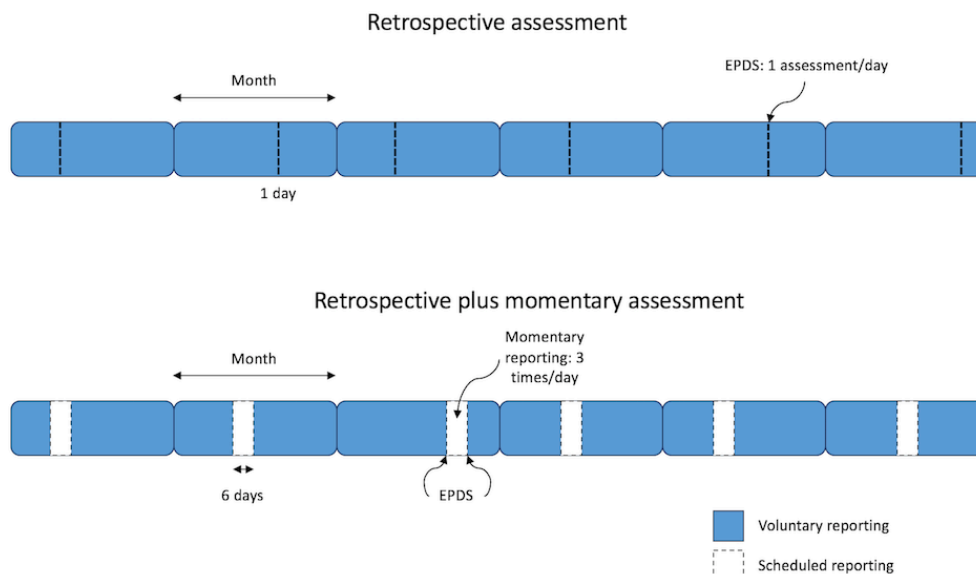 Retrospective assessment
EPDS: 1 assessment/day
Month
1 day
Retrospective plus momentary assessment
Momentary
reporting: 3
times/day
Month
6 days
EPDS
Voluntary reporting
Scheduled reporting